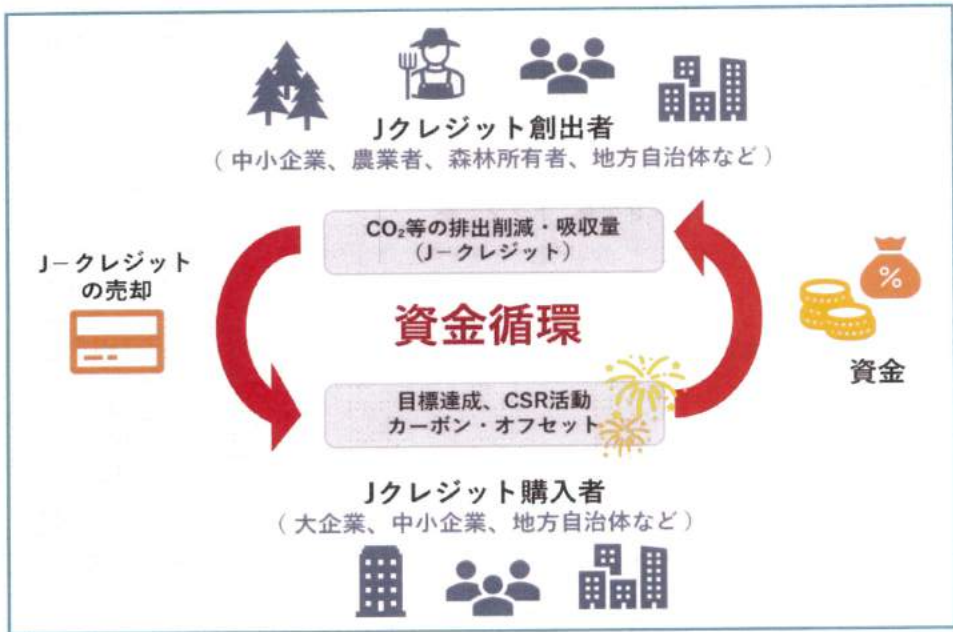 Jクレジット創出者
（ 中小企業、農業者、森林所有者、地方自治体など ）
CO₂等の排出削減・吸収量
（J－クレジット）
J－クレジット
の売却
資金循環
%
資金
目標達成、CSR活動
カーボン・オフセット
Jクレジット購入者
（ 大企業、中小企業、地方自治体など ）